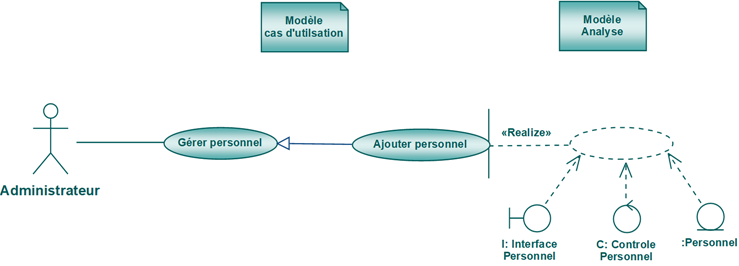 Modèle
cas d'utilsation
Modèle
Analyse
Gérer personnel
Ajouter personnel
«Realize»
Administrateur
I: Interface
Personnel
C: Controle
Personnel
:Personnel